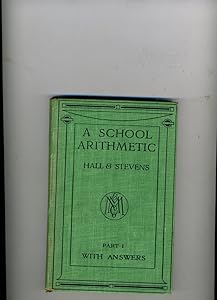 A SCHOOL
ARITHMETIC
HALL & STEVENS
PART I
WITH ANSWERS